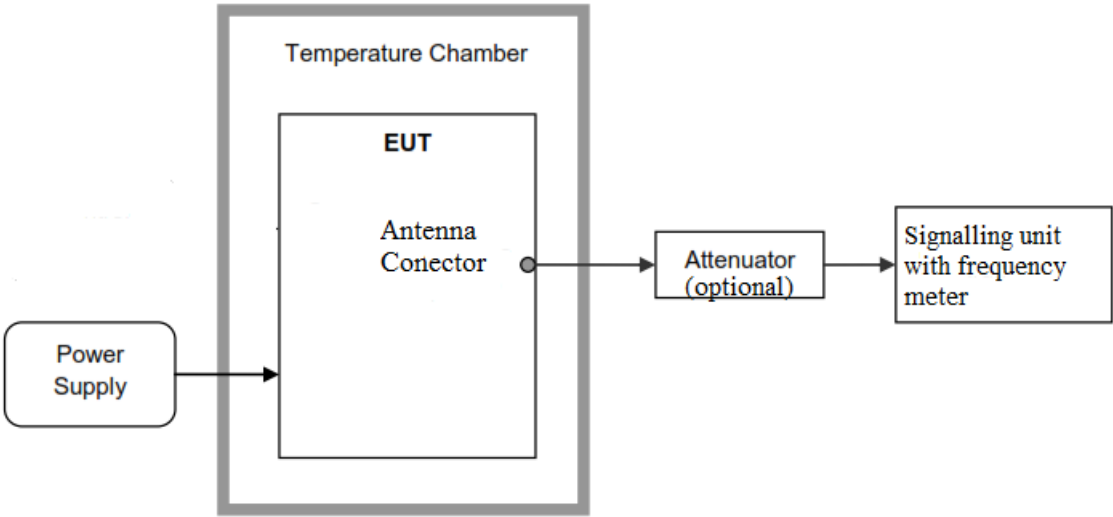 Temperature Chamber
EUT
Antenna
Conector
Attenuator
(optional)
Signalling unit
with frequency
meter
Power
Supply